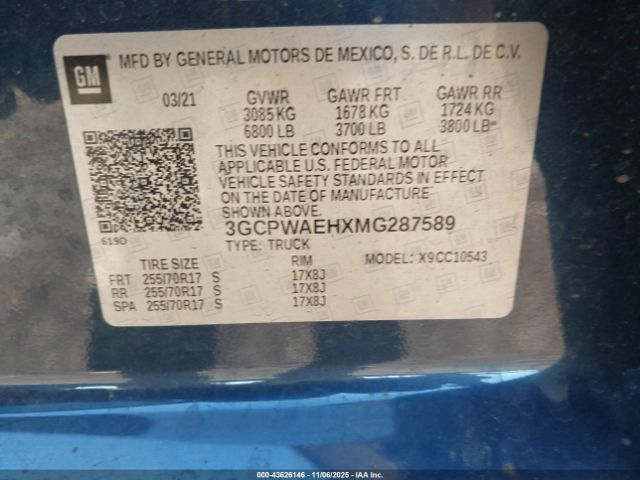 GM
MFD BY GENERAL MOTORS DE MEXICO, S. DE R.L. DE C.V.
03/21 GVWR GAWR FRT GAWR RR
3085 KG 1678 KG 1724 KG
6800 LB 3700 LB 3800 LB
THIS VEHICLE CONFORMS TO ALL
APPLICABLE U.S. FEDERAL MOTOR
VEHICLE SAFETY STANDARDS IN EFFECT
ON THE DATE OF MANUFACTURE
SHOWN ABOVE.
619D
3GCPWAEHXMG287589
TYPE: TRUCK MODEL: X9CC10543
TIRE SIZE RIM
FRT 255/70R17 S 17X8J
RR 255/70R17 S 17X8J
SPA 255/70R17 S 17X8J
000-43626146 - 11/06/2025 - IAA Inc.